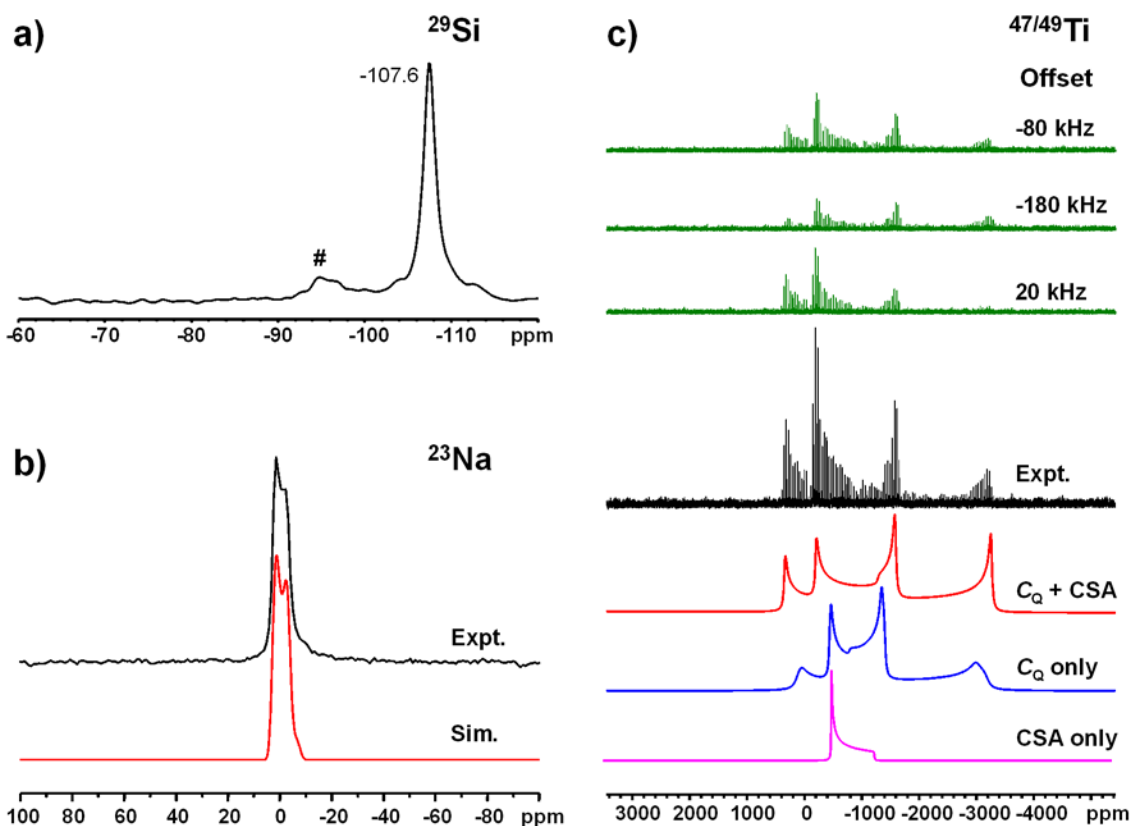 a)
²⁹Si
-107.6
#
-60 -70 -80 -90 -100 -110 ppm
b)
²³Na
Expt.
Sim.
100 80 60 40 20 0 -20 -40 -60 -80 ppm
c)
⁴⁷/⁴⁹Ti
Offset
-80 kHz
-180 kHz
20 kHz
Expt.
C_Q + CSA
C_Q only
CSA only
3000 2000 1000 0 -1000 -2000 -3000 -4000 ppm